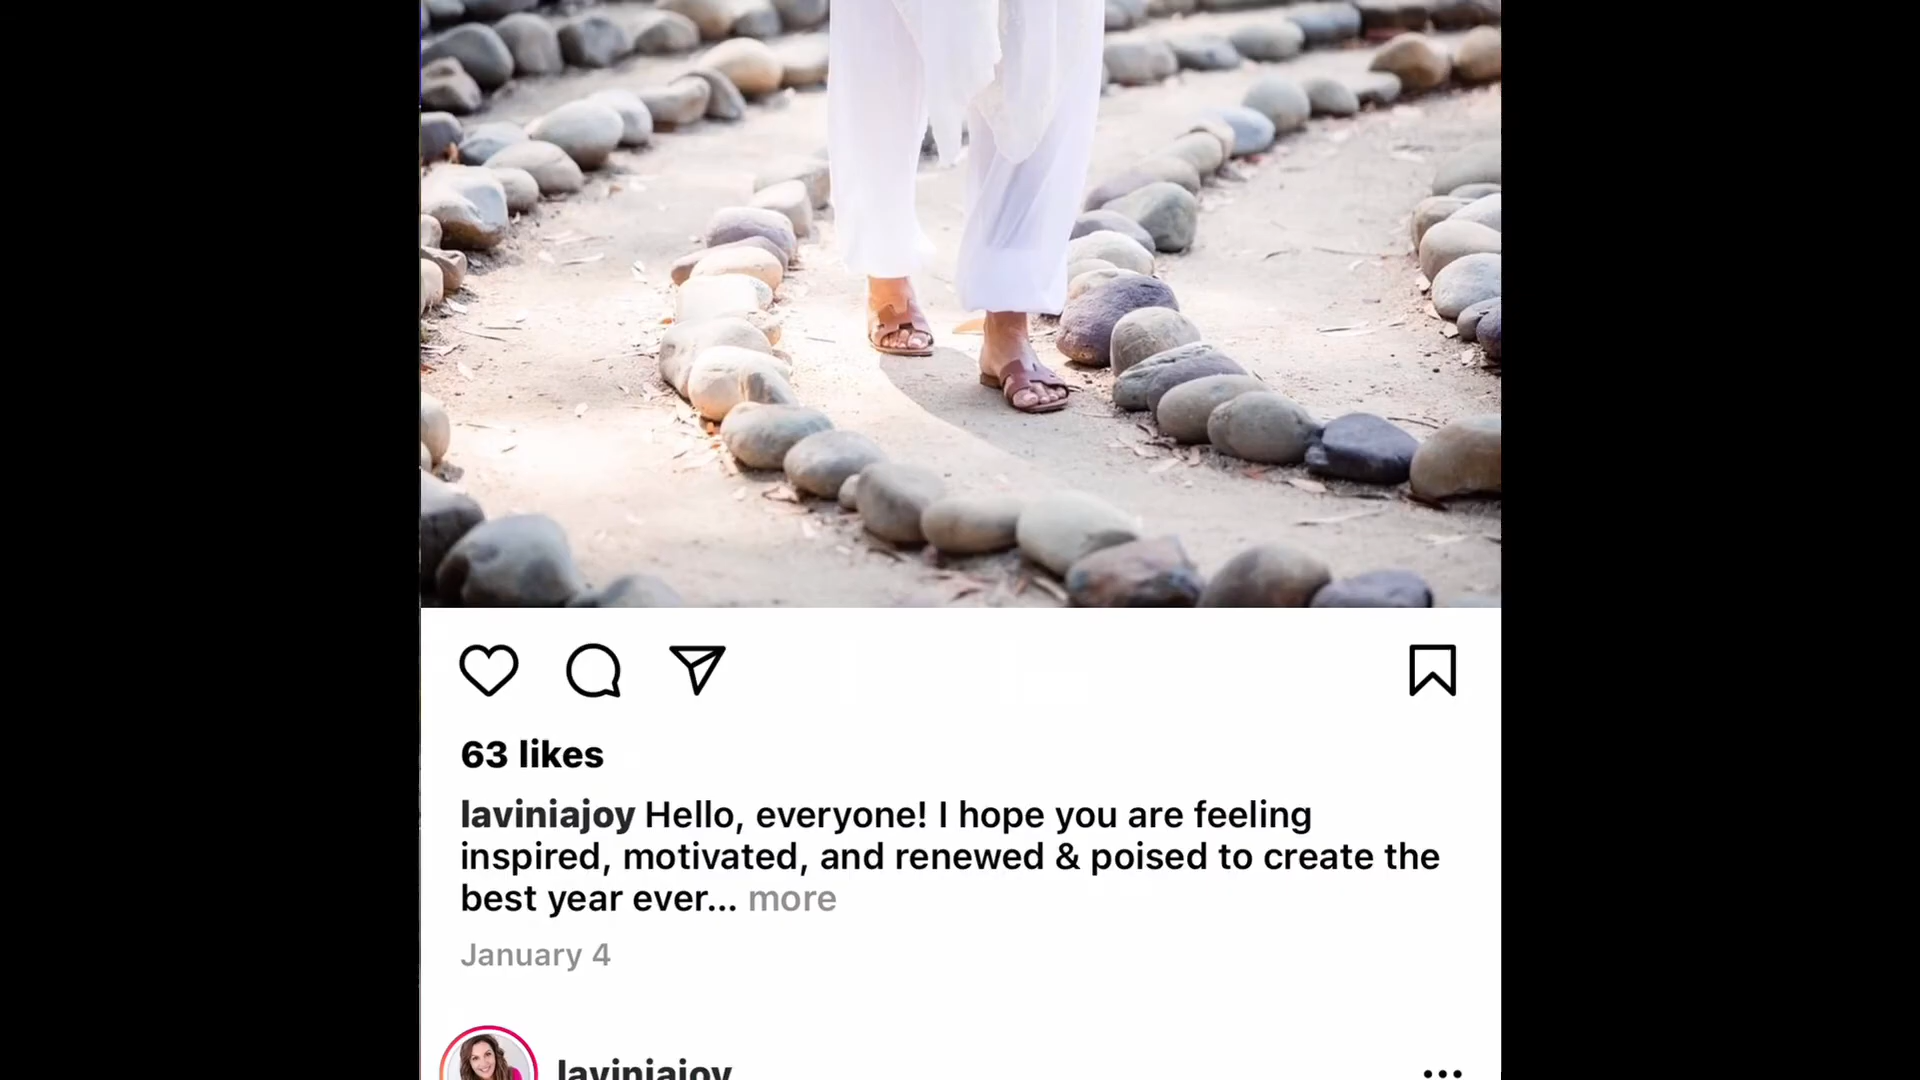 63 likes
laviniajoy Hello, everyone! I hope you are feeling
inspired, motivated, and renewed & poised to create the
best year ever... more
January 4
laviniajoy